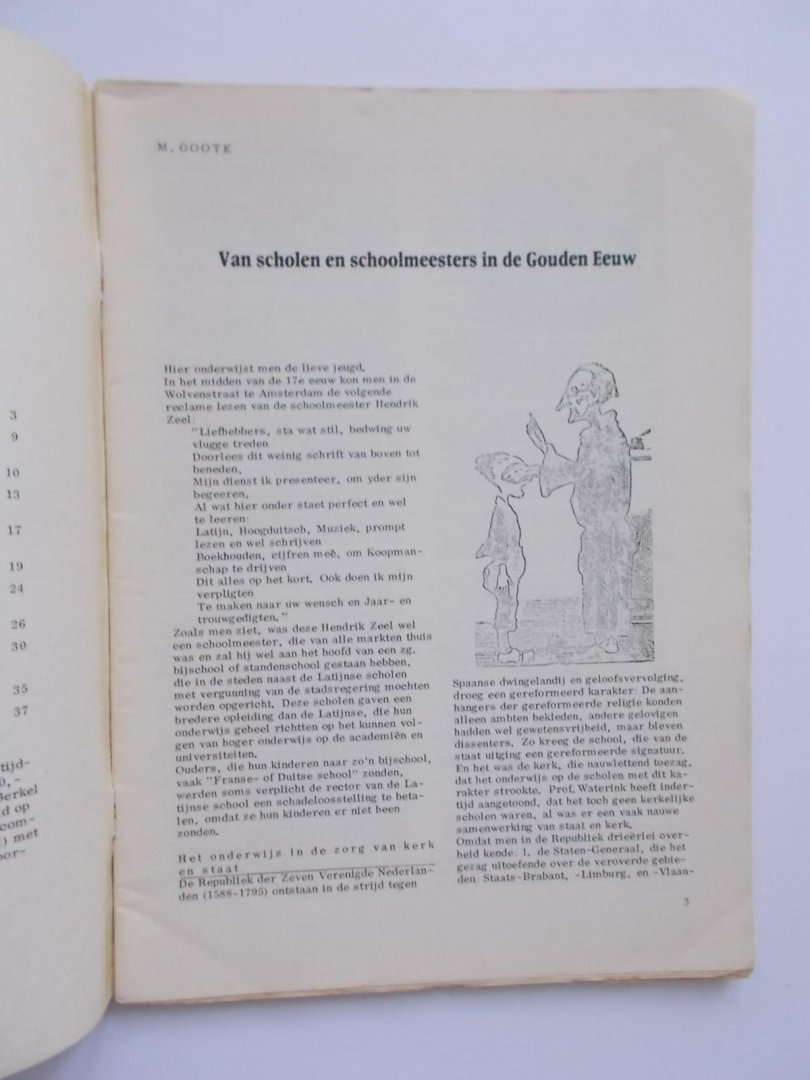 3
9
10
13
17
19
24
26
30
35
37
tijd-
0,-
Berkel
d op
com-
) met
oor-
M. GOOTE
Van scholen en schoolmeesters in de Gouden Eeuw
Hier onderwijst men de lieve jeugd.
In het midden van de 17e eeuw kon men in de
Wolvenstraat te Amsterdam de volgende
reclame lezen van de schoolmeester Hendrik
Zeel:
"Liefhebbers, sta wat stil, bedwing uw
vlugge treden
Doorlees dit weinig schrift van boven tot
beneden,
Mijn dienst ik presenteer, om yder sijn
begeeren,
Al wat hier onder staet perfect en wel
te leeren:
Latijn, Hoogduitsch, Muziek, prompt
lezen en wel schrijven
Boekhouden, cijfren meê, om Koopman-
schap te drijven
Dit alles op het kort. Ook doen ik mijn
verpligten
Te maken naar uw wensch en Jaar- en
trouwgedigten."
Zoals men ziet, was deze Hendrik Zeel wel
een schoolmeester, die van alle markten thuis
was en zal hij wel aan het hoofd van een zg.
bijschool of standenschool gestaan hebben,
die in de steden naast de Latijnse scholen
met vergunning van de stadsregering mochten
worden opgericht. Deze scholen gaven een
bredere opleiding dan de Latijnse, die hun
onderwijs geheel richtten op het kunnen vol-
gen van hoger onderwijs op de academiën en
universiteiten.
Ouders, die hun kinderen naar zo'n bijschool,
vaak "Franse- of Duitse school" zonden,
werden soms verplicht de rector van de La-
tijnse school een schadeloosstelling te beta-
len, omdat ze hun kinderen er niet heen
zonden.
Het onderwijs in de zorg van kerk
en staat
De Republiek der Zeven Verenigde Nederlan-
den (1588-1795) ontstaan in de strijd tegen
Spaanse dwingelandij en geloofsvervolging,
droeg een gereformeerd karakter: De aan-
hangers der gereformeerde religie konden
alleen ambten bekleden, andere gelovigen
hadden wel gewetensvrijheid, maar bleven
dissenters. Zo kreeg de school, die van de
staat uitging een gereformeerde signatuur.
En het was de kerk, die nauwlettend toezag,
dat het onderwijs op de scholen met dit ka-
rakter strookte. Prof. Waterink heeft inder-
tijd aangetoond, dat het toch geen kerkelijke
scholen waren, al was er een vaak nauwe
samenwerking van staat en kerk.
Omdat men in de Republiek drieërlei over-
heid kende: 1. de Staten-Generaal, die het
gezag uitoefende over de veroverde gebie-
den: Staats-Brabant, -Limburg, en -Vlaan-
3